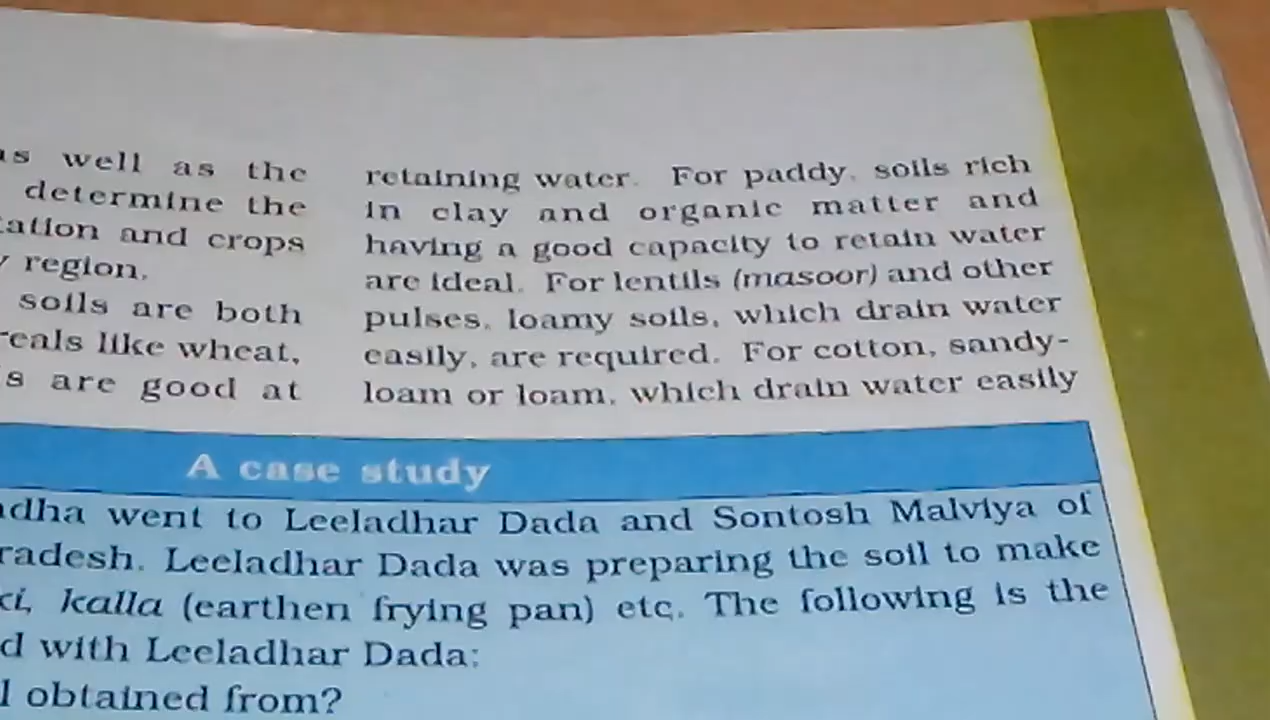 as well as the
determine the
ation and crops
region.
soils are both
reals like wheat,
s are good at
retaining water. For paddy, soils rich
in clay and organic matter and
having a good capacity to retain water
are ideal. For lentils (masoor) and other
pulses, loamy soils, which drain water
easily, are required. For cotton, sandy-
loam or loam, which drain water easily
A case study
adha went to Leeladhar Dada and Sontosh Malviya of
radesh. Leeladhar Dada was preparing the soil to make
ki, kalla (earthen frying pan) etc. The following is the
d with Leeladhar Dada:
l obtained from?